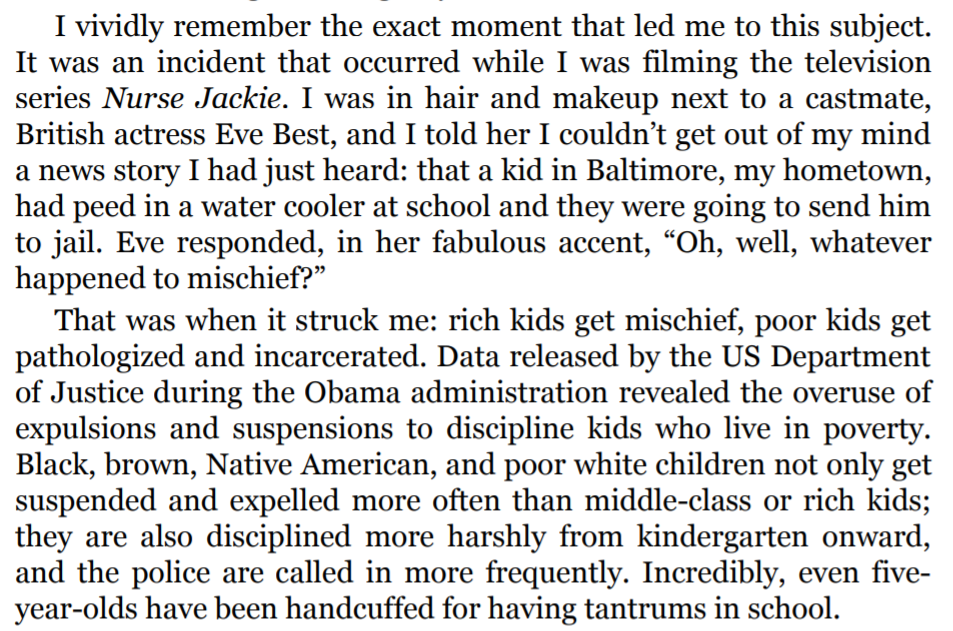 I vividly remember the exact moment that led me to this subject.
It was an incident that occurred while I was filming the television
series Nurse Jackie. I was in hair and makeup next to a castmate,
British actress Eve Best, and I told her I couldn’t get out of my mind
a news story I had just heard: that a kid in Baltimore, my hometown,
had peed in a water cooler at school and they were going to send him
to jail. Eve responded, in her fabulous accent, “Oh, well, whatever
happened to mischief?”
That was when it struck me: rich kids get mischief, poor kids get
pathologized and incarcerated. Data released by the US Department
of Justice during the Obama administration revealed the overuse of
expulsions and suspensions to discipline kids who live in poverty.
Black, brown, Native American, and poor white children not only get
suspended and expelled more often than middle-class or rich kids;
they are also disciplined more harshly from kindergarten onward,
and the police are called in more frequently. Incredibly, even five-
year-olds have been handcuffed for having tantrums in school.